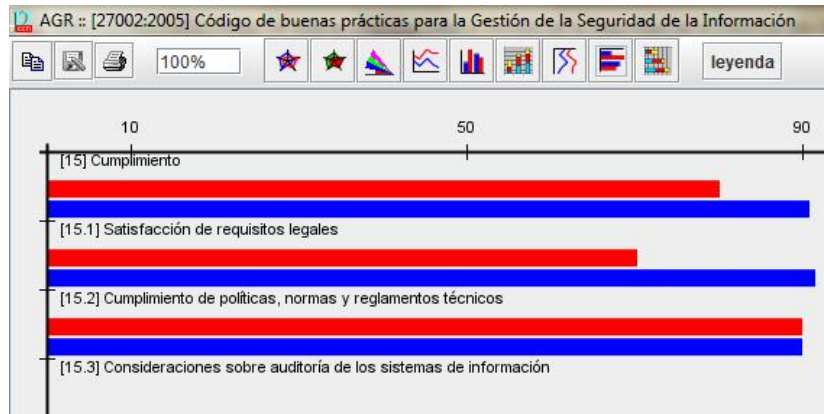 AGR :: [27002:2005] Código de buenas prácticas para la Gestión de la Seguridad de la Información
100%
leyenda
10 50 90
[15] Cumplimiento
[15.1] Satisfacción de requisitos legales
[15.2] Cumplimiento de políticas, normas y reglamentos técnicos
[15.3] Consideraciones sobre auditoría de los sistemas de información